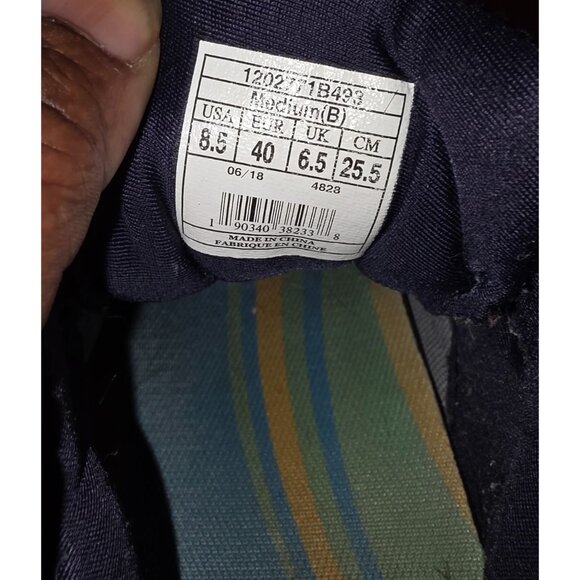 1202771B493
Medium(B)
USA EUR UK CM
8.5 40 6.5 25.5
06/18 4828
1 90340 38233 8
MADE IN CHINA
FABRIQUE EN CHINE